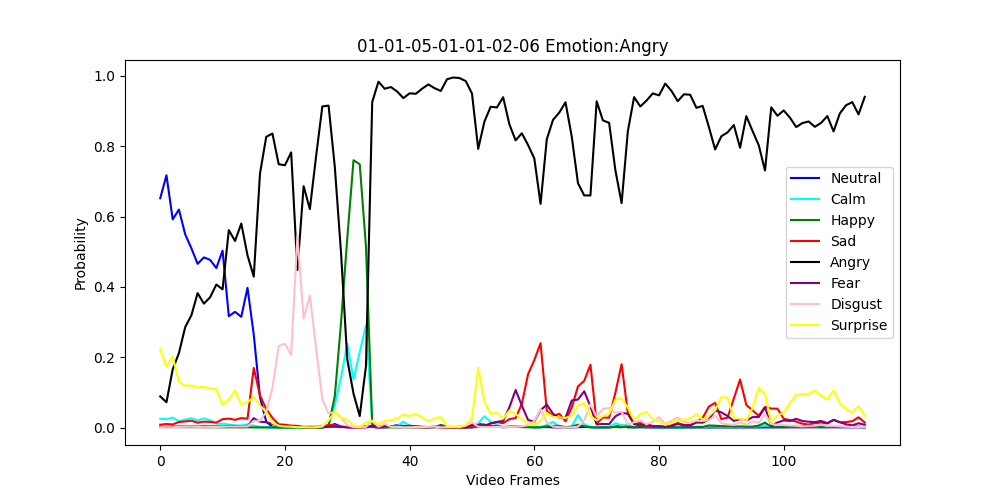 01-01-05-01-01-02-06 Emotion:Angry
1.0
0.8
0.6
0.4
0.2
0.0
Probability
0
20
40
60
80
100
Video Frames
Neutral
Calm
Happy
Sad
Angry
Fear
Disgust
Surprise